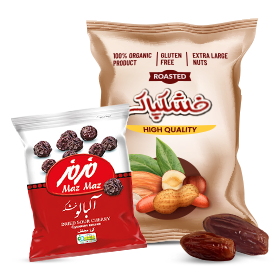 100% ORGANIC
PRODUCT
GLUTEN
FREE
EXTRA LARGE
NUTS
ROASTED
خشکپاک
HIGH QUALITY
مزمز
Maz Maz
آلبالو خشک
DRIED SOUR CHERRY